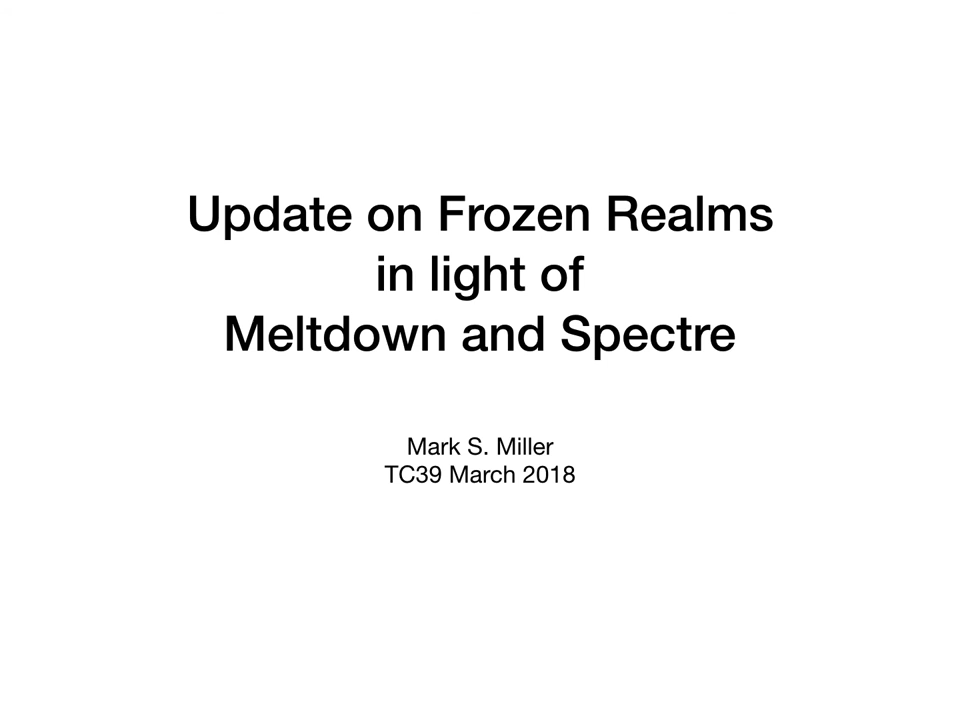 Update on Frozen Realms
in light of
Meltdown and Spectre
Mark S. Miller
TC39 March 2018